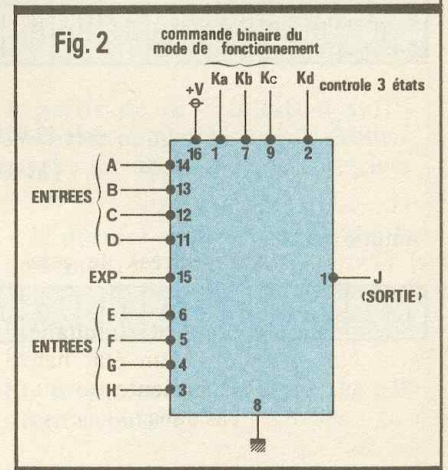 Fig. 2
commande binaire du
mode de fonctionnement
+V Ka Kb Kc Kd controle 3 états
16 1 7 9 2
A 14
B 13
ENTREES
C 12
D 11
EXP 15
1 J
(SORTIE)
E 6
F 5
ENTREES
G 4
H 3
8